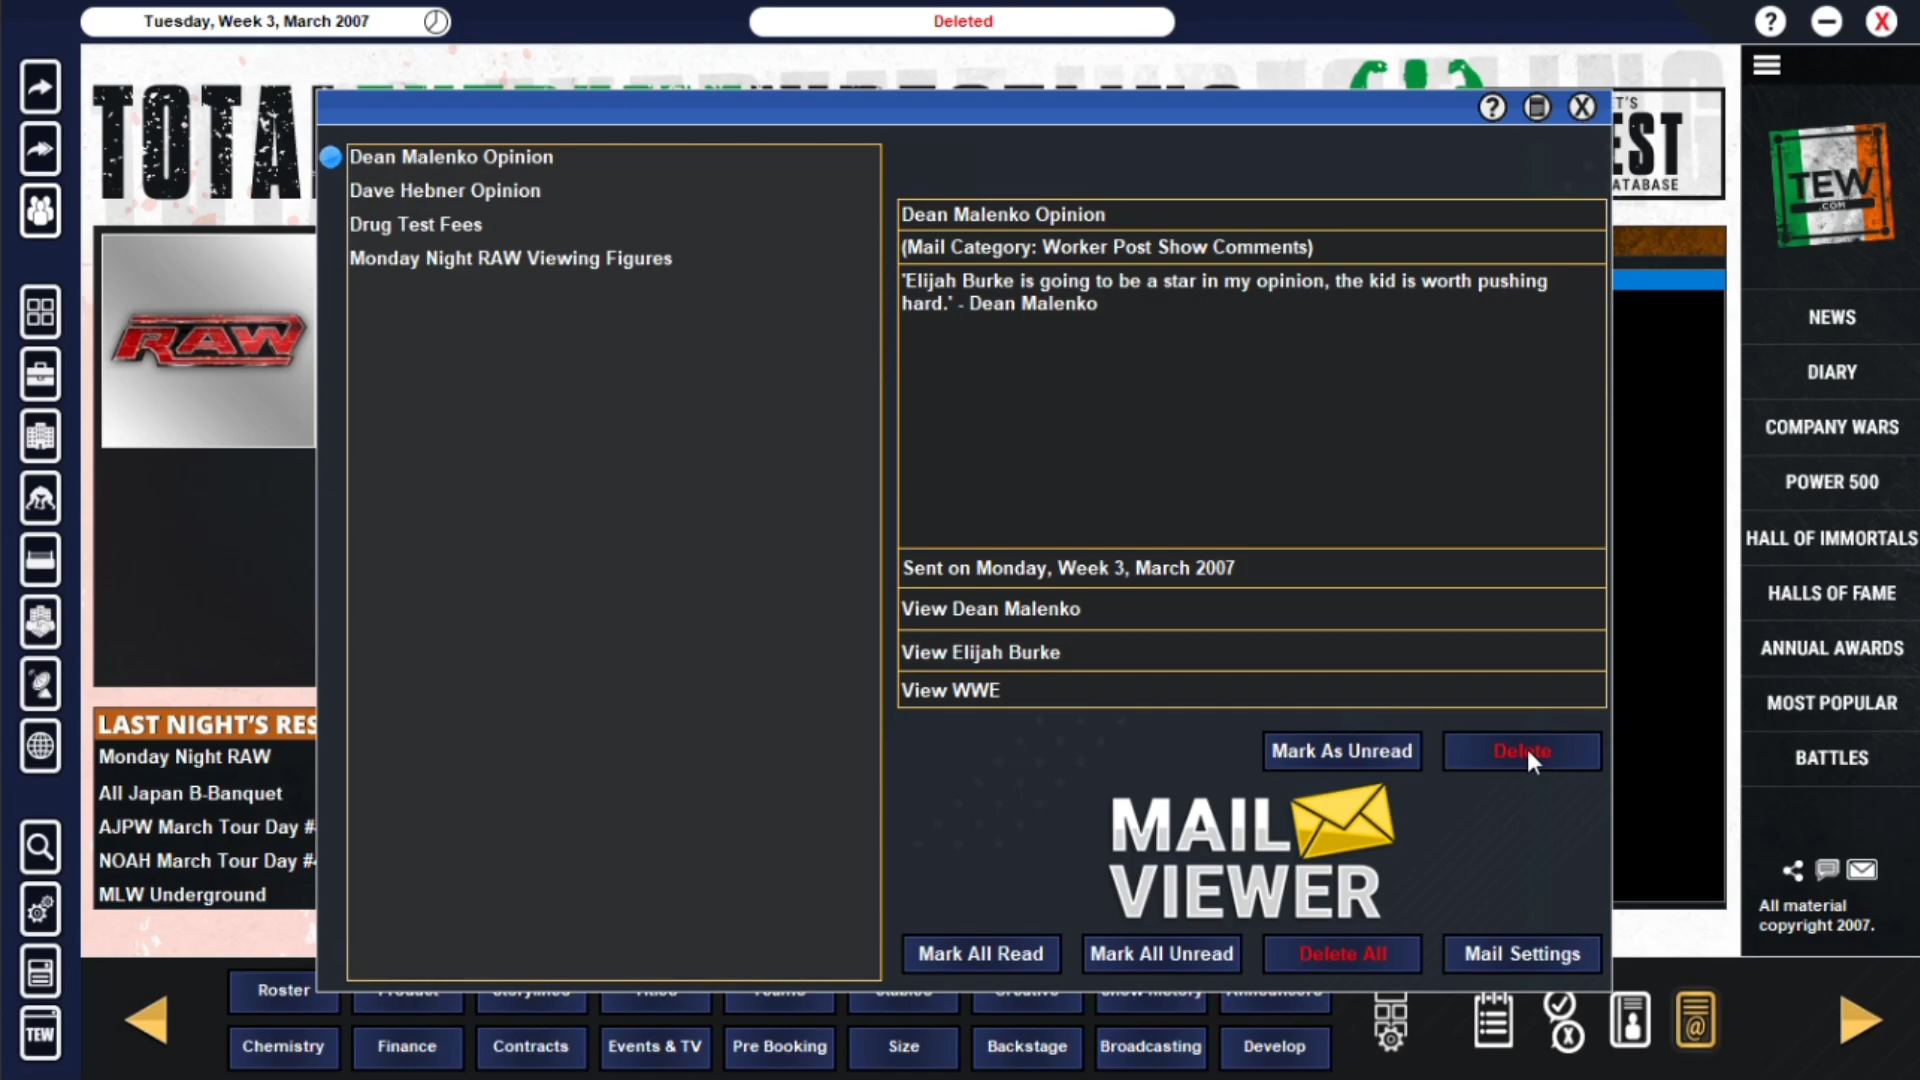 Tuesday, Week 3, March 2007
Deleted
?
X
TOTA
T'S
EST
ATABASE
? X
Dean Malenko Opinion
Dave Hebner Opinion
Drug Test Fees
Monday Night RAW Viewing Figures
Dean Malenko Opinion
(Mail Category: Worker Post Show Comments)
'Elijah Burke is going to be a star in my opinion, the kid is worth pushing
hard.' - Dean Malenko
Sent on Monday, Week 3, March 2007
View Dean Malenko
View Elijah Burke
View WWE
Mark As Unread
Delete
MAIL
VIEWER
Mark All Read
Mark All Unread
Delete All
Mail Settings
RAW
LAST NIGHT'S RES
Monday Night RAW
All Japan B-Banquet
AJPW March Tour Day #
NOAH March Tour Day #
MLW Underground
TEW
.COM
NEWS
DIARY
COMPANY WARS
POWER 500
HALL OF IMMORTALS
HALLS OF FAME
ANNUAL AWARDS
MOST POPULAR
BATTLES
All material
copyright 2007.
TEW
Roster
Chemistry
Finance
Contracts
Events & TV
Pre Booking
Size
Backstage
Broadcasting
Develop